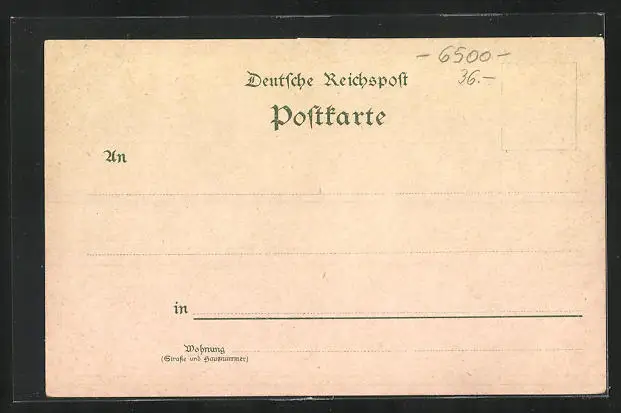 - 6500 -
36.-
Deutsche Reichspost
Postkarte
An
in
Wohnung
(Straße und Hausnummer)